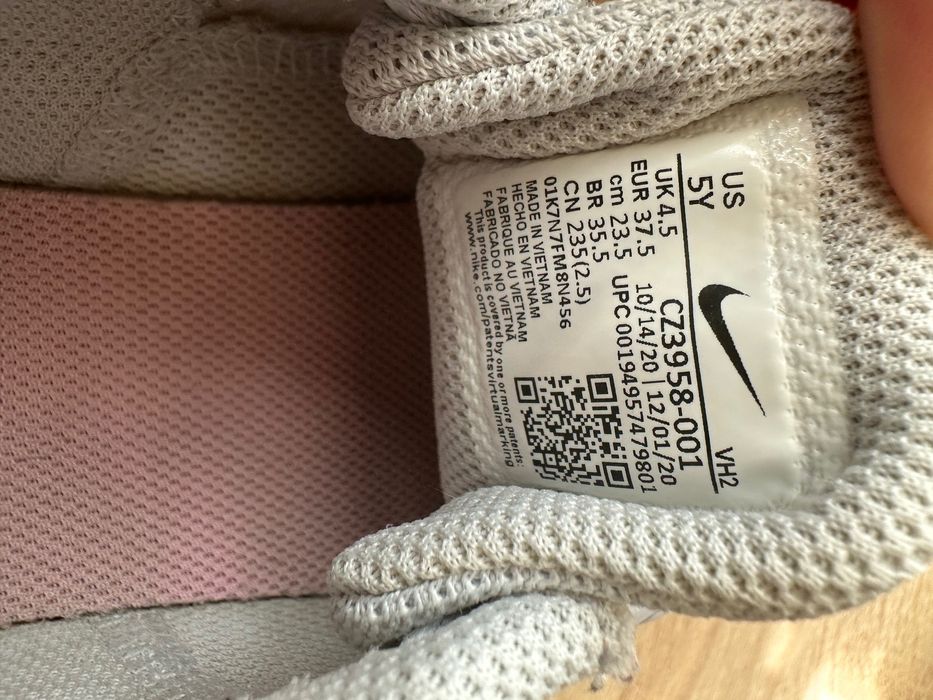 US
5Y
VH2
UK 4.5
CZ3958-001
EUR 37.5
10/14/20 | 12/01/20
cm 23.5
UPC 00194957479801
BR 35.5
CN 235(2.5)
01K7N7FM8N456
MADE IN VIETNAM
HECHO EN VIETNAM
FABRIQUE AU VIETNAM
FABRICADO NO VIETNÃ
This product is covered by one or more patents:
www.nike.com/patentsvirtualmarking